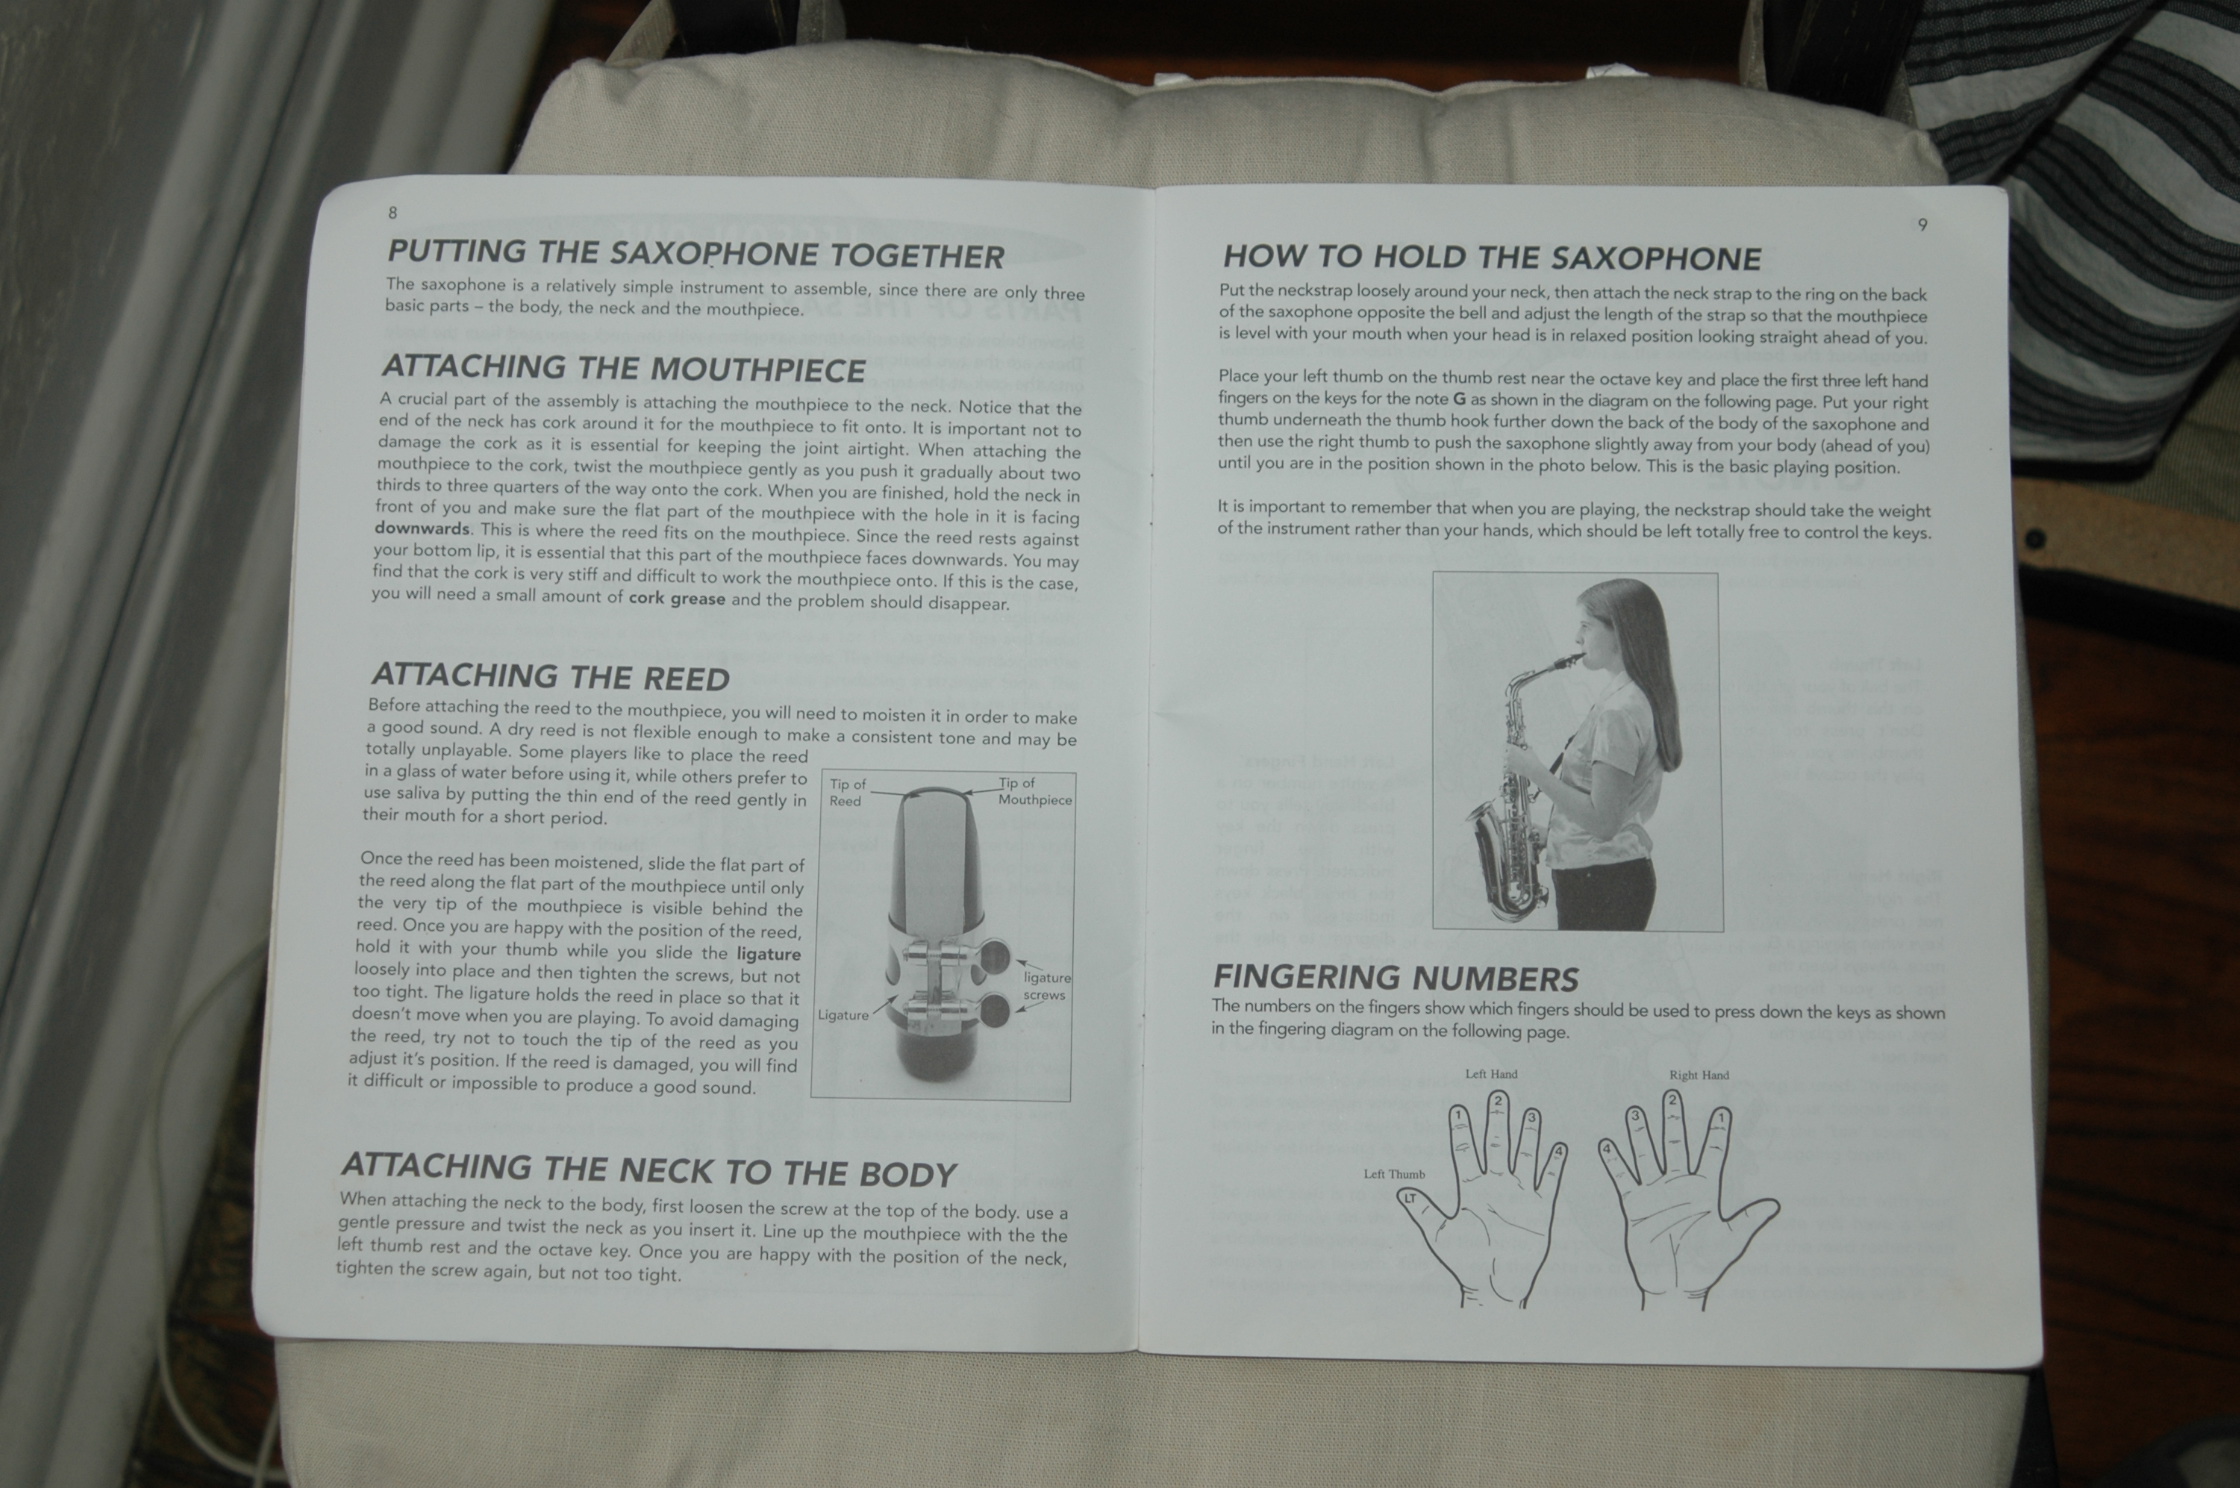 8
PUTTING THE SAXOPHONE TOGETHER
The saxophone is a relatively simple instrument to assemble, since there are only three
basic parts – the body, the neck and the mouthpiece.
ATTACHING THE MOUTHPIECE
A crucial part of the assembly is attaching the mouthpiece to the neck. Notice that the
end of the neck has cork around it for the mouthpiece to fit onto. It is important not to
damage the cork as it is essential for keeping the joint airtight. When attaching the
mouthpiece to the cork, twist the mouthpiece gently as you push it gradually about two
thirds to three quarters of the way onto the cork. When you are finished, hold the neck in
front of you and make sure the flat part of the mouthpiece with the hole in it is facing
downwards. This is where the reed fits on the mouthpiece. Since the reed rests against
your bottom lip, it is essential that this part of the mouthpiece faces downwards. You may
find that the cork is very stiff and difficult to work the mouthpiece onto. If this is the case,
you will need a small amount of cork grease and the problem should disappear.
ATTACHING THE REED
Before attaching the reed to the mouthpiece, you will need to moisten it in order to make
a good sound. A dry reed is not flexible enough to make a consistent tone and may be
totally unplayable. Some players like to place the reed
in a glass of water before using it, while others prefer to
use saliva by putting the thin end of the reed gently in
their mouth for a short period.
Once the reed has been moistened, slide the flat part of
the reed along the flat part of the mouthpiece until only
the very tip of the mouthpiece is visible behind the
reed. Once you are happy with the position of the reed,
hold it with your thumb while you slide the ligature
loosely into place and then tighten the screws, but not
too tight. The ligature holds the reed in place so that it
doesn't move when you are playing. To avoid damaging
the reed, try not to touch the tip of the reed as you
adjust it's position. If the reed is damaged, you will find
it difficult or impossible to produce a good sound.
Tip of
Reed
Tip of
Mouthpiece
ligature
screws
Ligature
ATTACHING THE NECK TO THE BODY
When attaching the neck to the body, first loosen the screw at the top of the body. use a
gentle pressure and twist the neck as you insert it. Line up the mouthpiece with the the
left thumb rest and the octave key. Once you are happy with the position of the neck,
tighten the screw again, but not too tight.
9
HOW TO HOLD THE SAXOPHONE
Put the neckstrap loosely around your neck, then attach the neck strap to the ring on the back
of the saxophone opposite the bell and adjust the length of the strap so that the mouthpiece
is level with your mouth when your head is in relaxed position looking straight ahead of you.
Place your left thumb on the thumb rest near the octave key and place the first three left hand
fingers on the keys for the note G as shown in the diagram on the following page. Put your right
thumb underneath the thumb hook further down the back of the body of the saxophone and
then use the right thumb to push the saxophone slightly away from your body (ahead of you)
until you are in the position shown in the photo below. This is the basic playing position.
It is important to remember that when you are playing, the neckstrap should take the weight
of the instrument rather than your hands, which should be left totally free to control the keys.
FINGERING NUMBERS
The numbers on the fingers show which fingers should be used to press down the keys as shown
in the fingering diagram on the following page.
Left Hand
Right Hand
1 2 3 4
4 3 2 1
Left Thumb
LT